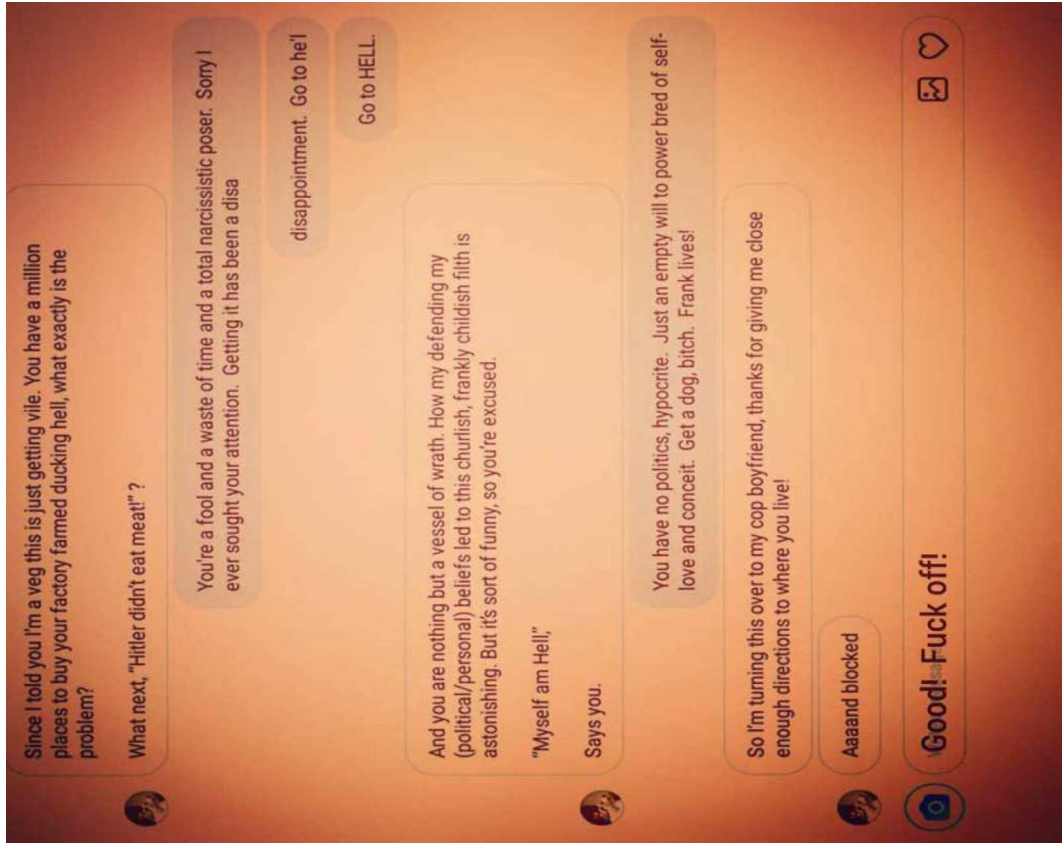 Since I told you I'm a veg this is just getting vile. You have a million
places to buy your factory farmed ducking hell, what exactly is the
problem?
What next, "Hitler didn't eat meat!" ?
You're a fool and a waste of time and a total narcissistic poser. Sorry I
ever sought your attention. Getting it has been a disa
disappointment. Go to he'l
Go to HELL.
And you are nothing but a vessel of wrath. How my defending my
(political/personal) beliefs led to this churlish, frankly childish filth is
astonishing. But it's sort of funny, so you're excused.
"Myself am Hell,"
Says you.
You have no politics, hypocrite. Just an empty will to power bred of self-
love and conceit. Get a dog, bitch. Frank lives!
So I'm turning this over to my cop boyfriend, thanks for giving me close
enough directions to where you live!
Aaaand blocked
Good! Fuck off!